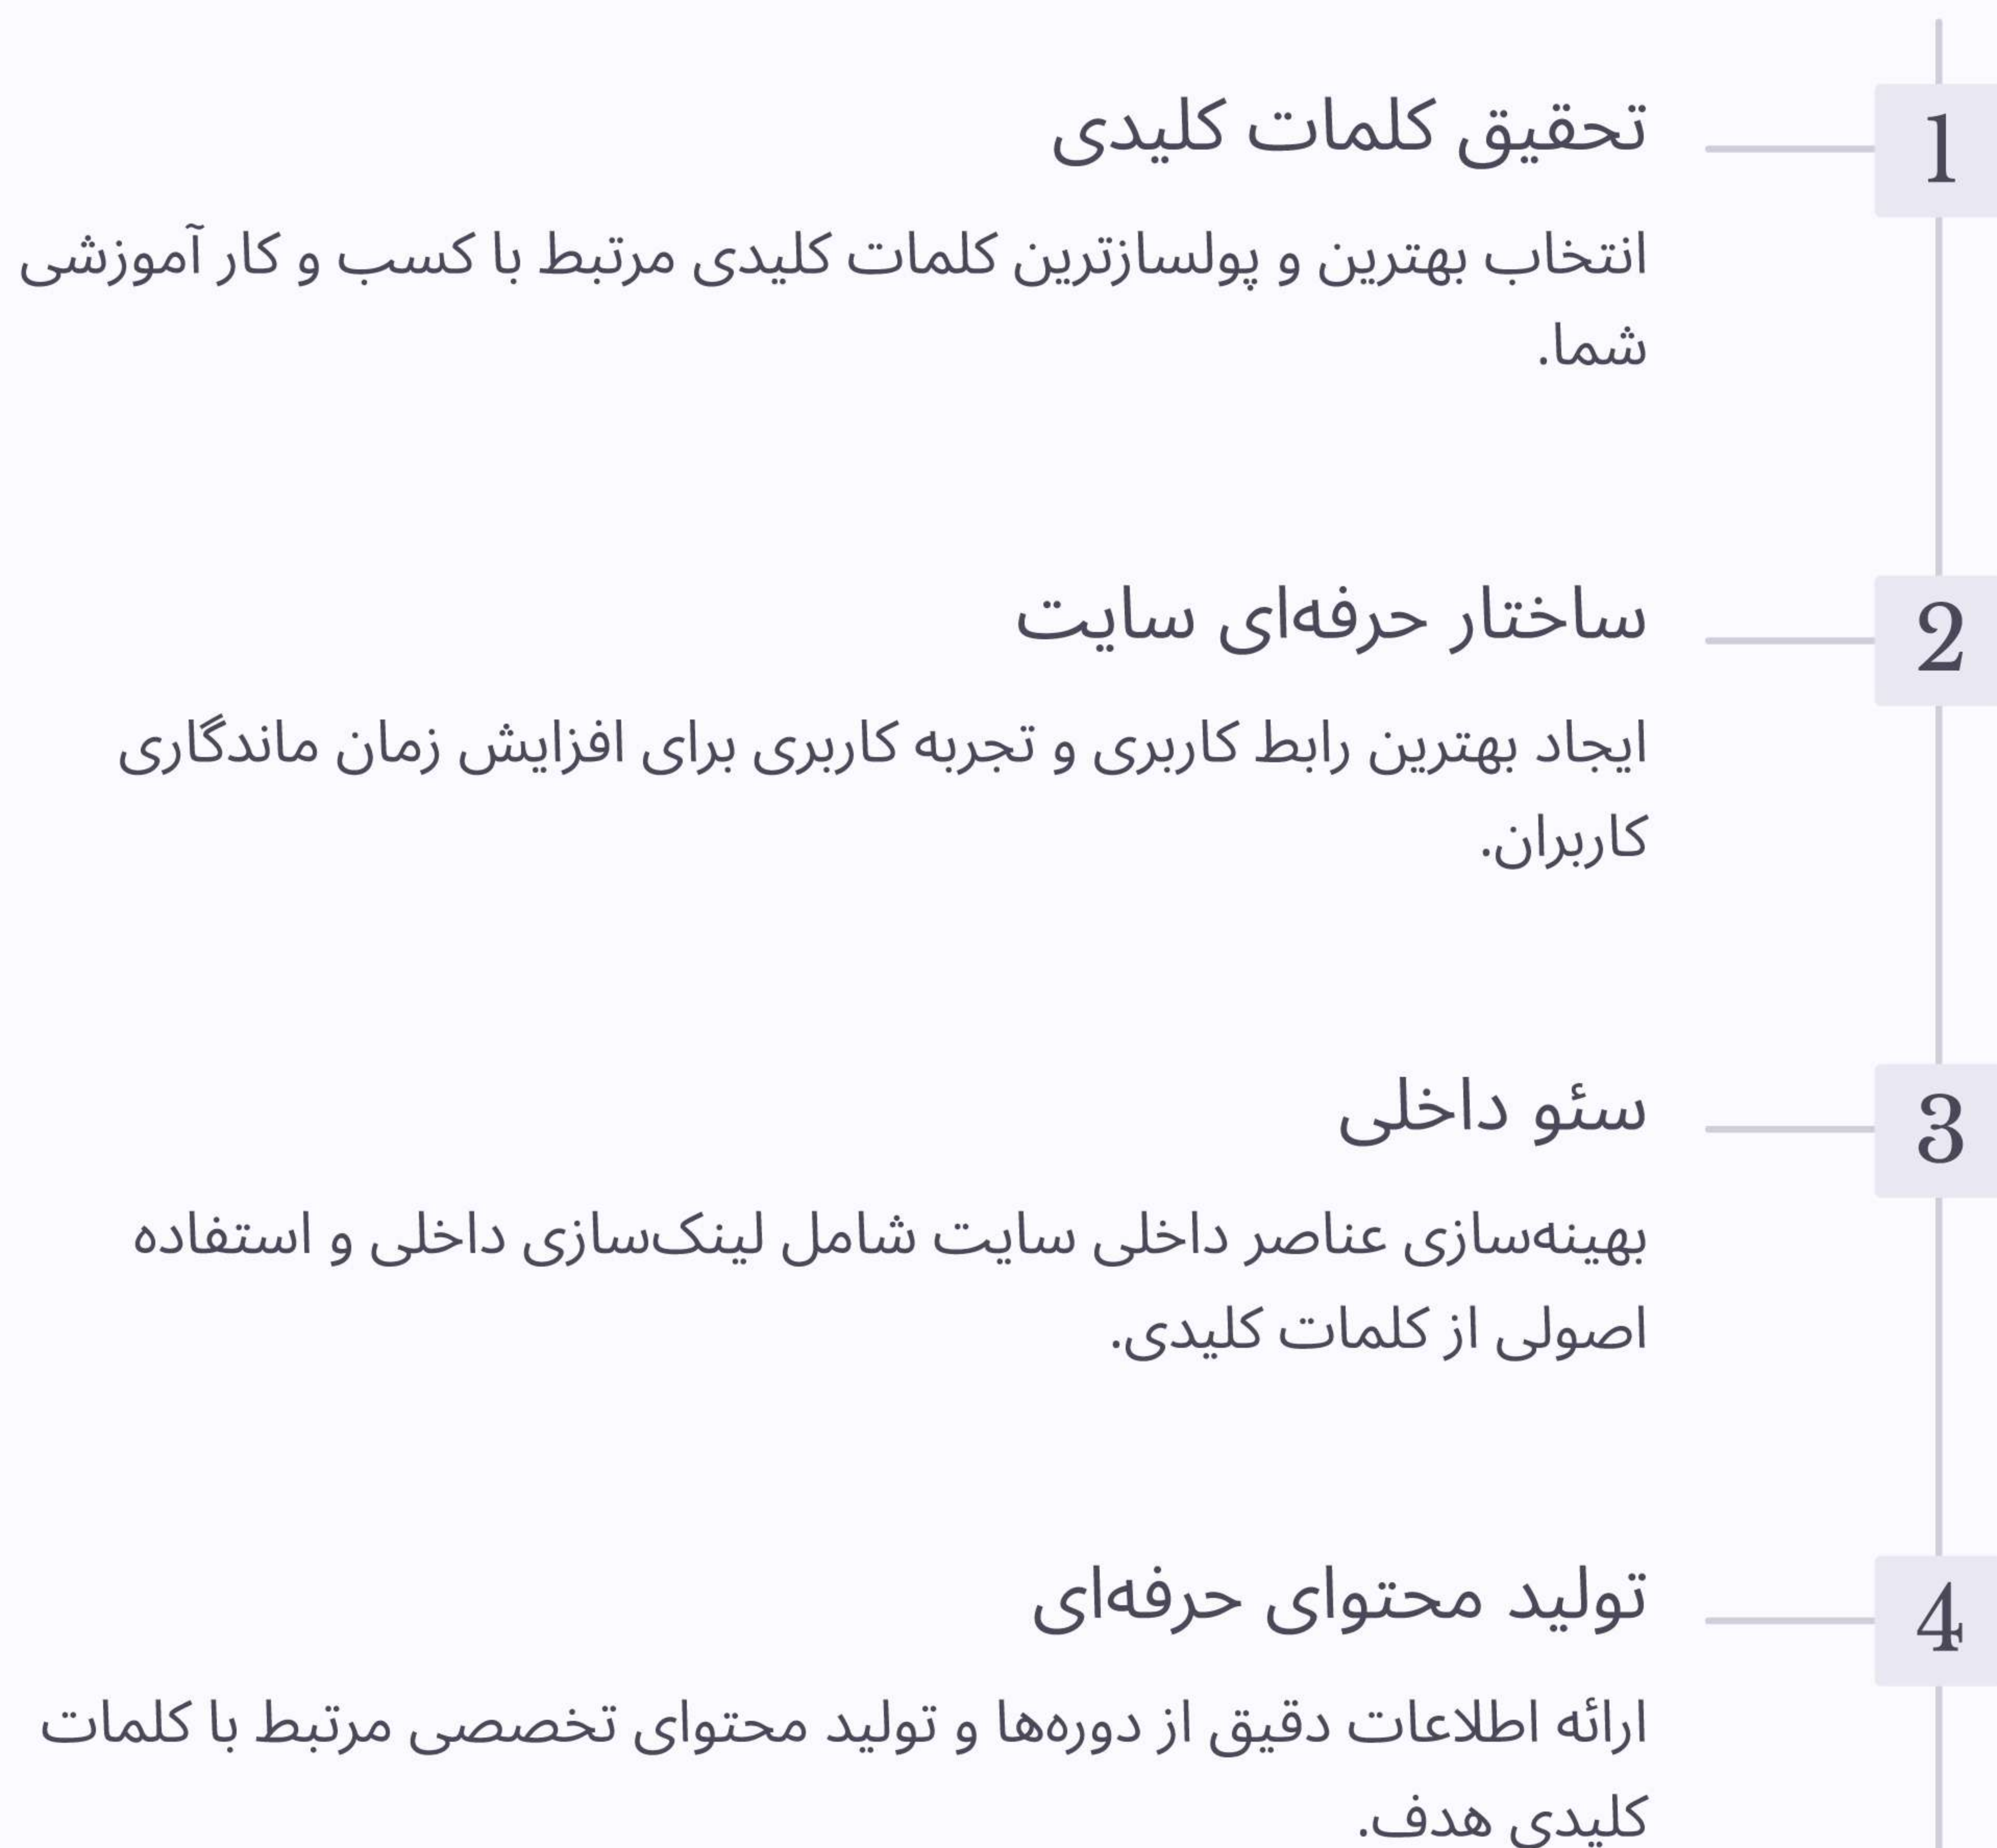 1
تحقیق کلمات کلیدی
انتخاب بهترین و پولسازترین کلمات کلیدی مرتبط با کسب و کار آموزشی
شما.
2
ساختار حرفه‌ای سایت
ایجاد بهترین رابط کاربری و تجربه کاربری برای افزایش زمان ماندگاری
کاربران.
3
سئو داخلی
بهینه‌سازی عناصر داخلی سایت شامل لینک‌سازی داخلی و استفاده
اصولی از کلمات کلیدی.
4
تولید محتوای حرفه‌ای
ارائه اطلاعات دقیق از دوره‌ها و تولید محتوای تخصصی مرتبط با کلمات
کلیدی هدف.